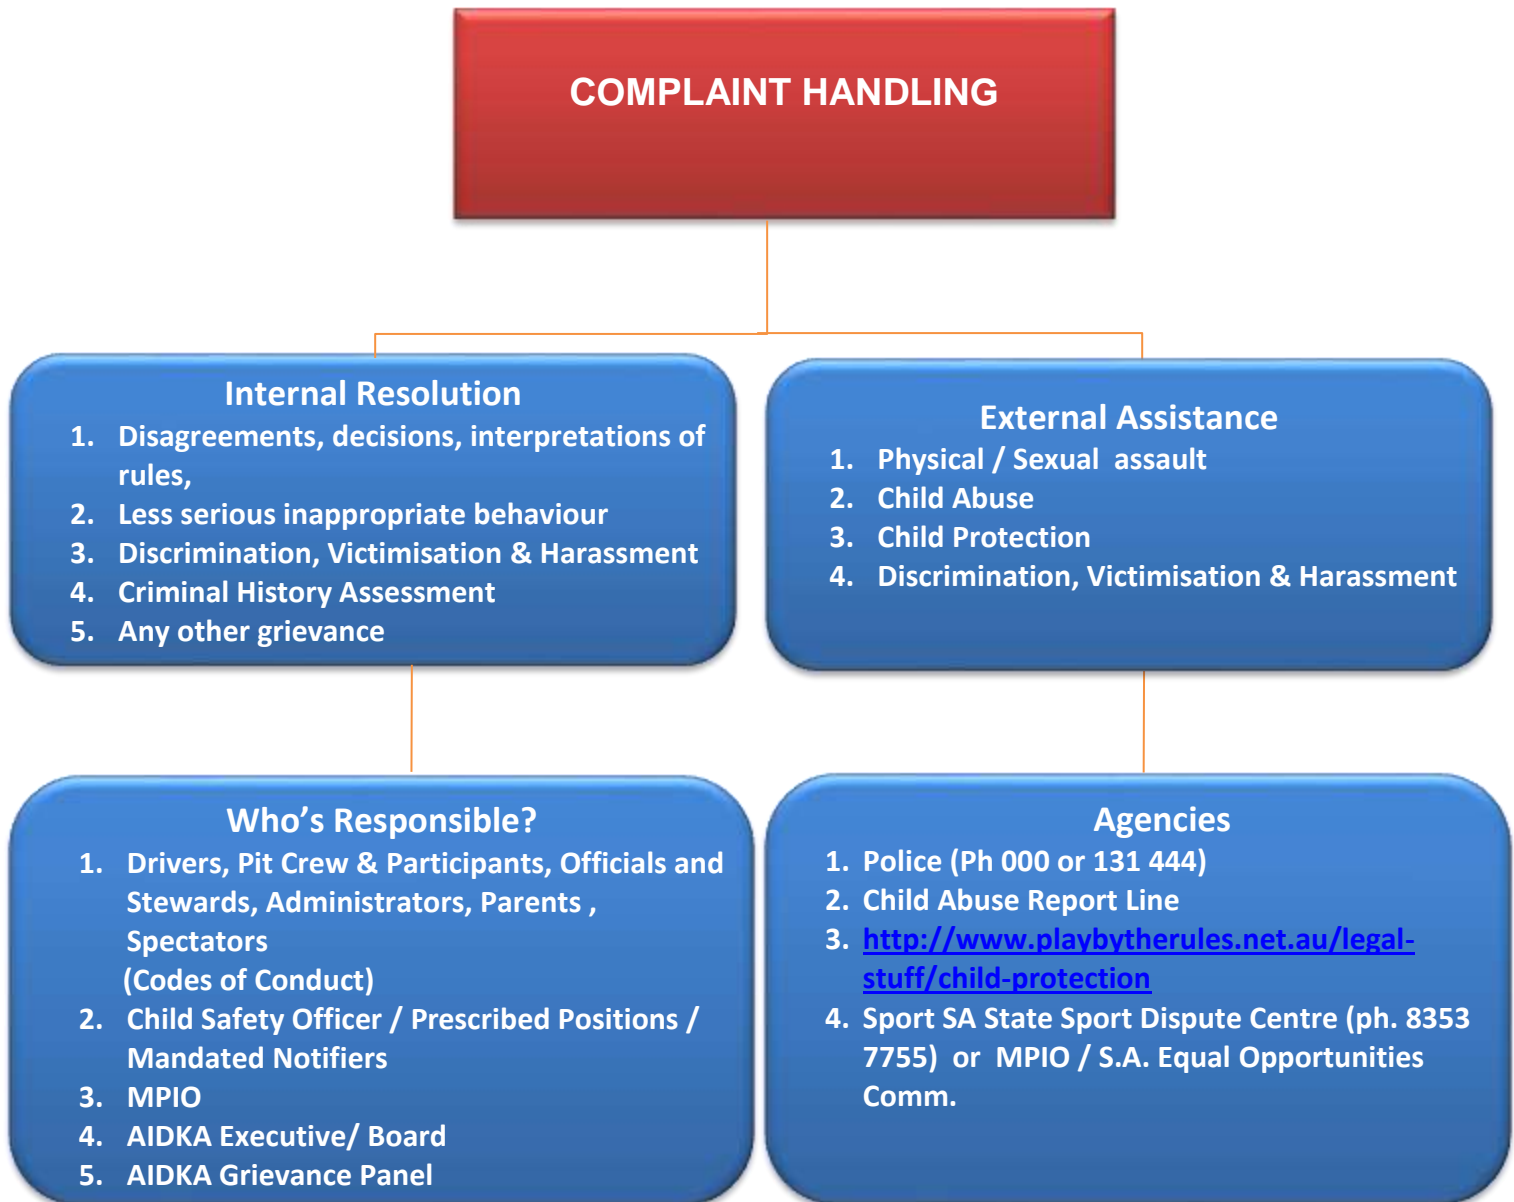 COMPLAINT HANDLING
Internal Resolution
1. Disagreements, decisions, interpretations of
rules,
2. Less serious inappropriate behaviour
3. Discrimination, Victimisation & Harassment
4. Criminal History Assessment
5. Any other grievance
External Assistance
1. Physical / Sexual assault
2. Child Abuse
3. Child Protection
4. Discrimination, Victimisation & Harassment
Who’s Responsible?
1. Drivers, Pit Crew & Participants, Officials and
Stewards, Administrators, Parents ,
Spectators
(Codes of Conduct)
2. Child Safety Officer / Prescribed Positions /
Mandated Notifiers
3. MPIO
4. AIDKA Executive/ Board
5. AIDKA Grievance Panel
Agencies
1. Police (Ph 000 or 131 444)
2. Child Abuse Report Line
3. http://www.playbytherules.net.au/legal-
stuff/child-protection
4. Sport SA State Sport Dispute Centre (ph. 8353
7755) or MPIO / S.A. Equal Opportunities
Comm.